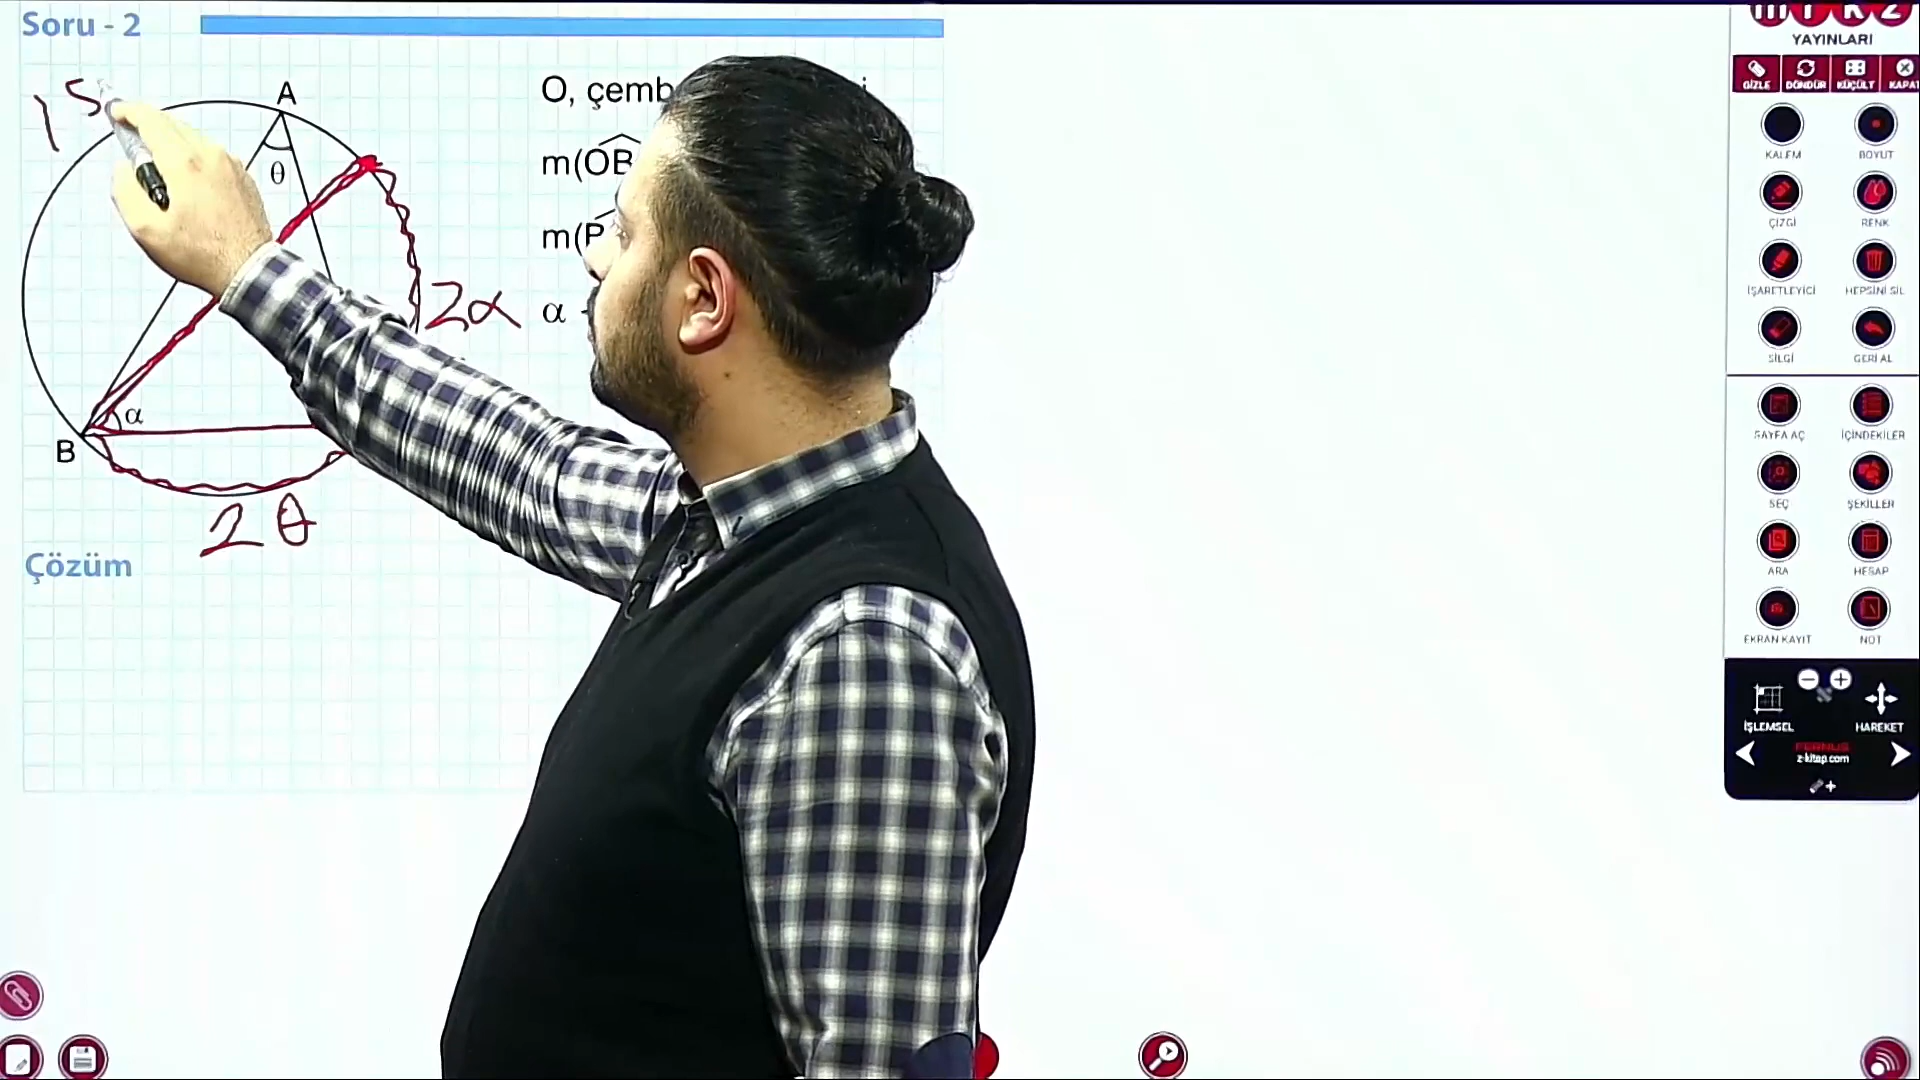 Soru - 2
A
θ
α
B
2α
2 θ
O, çemb
m(OB
m(
α
Çözüm
YAYINLARI
GİZLE DÖNDÜR KÜÇÜLT KAPAT
KALEM BOYUT
ÇİZGİ RENK
İŞARETLEYİCİ HEPSİNİ SİL
SİLGİ GERİ AL
SAYFA AÇ İÇİNDEKİLER
SEÇ ŞEKİLLER
ARA HESAP
EKRAN KAYIT NOT
İŞLEMSEL HAREKET
FERNUS
z-kitap.com